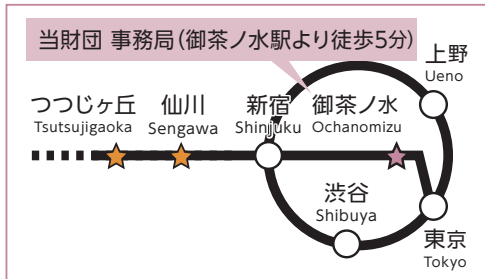 当財団 事務局(御茶ノ水駅より徒歩5分)
上野
Ueno
つつじヶ丘
Tsutsujigaoka
仙川
Sengawa
新宿
Shinjuku
御茶ノ水
Ochanomizu
渋谷
Shibuya
東京
Tokyo